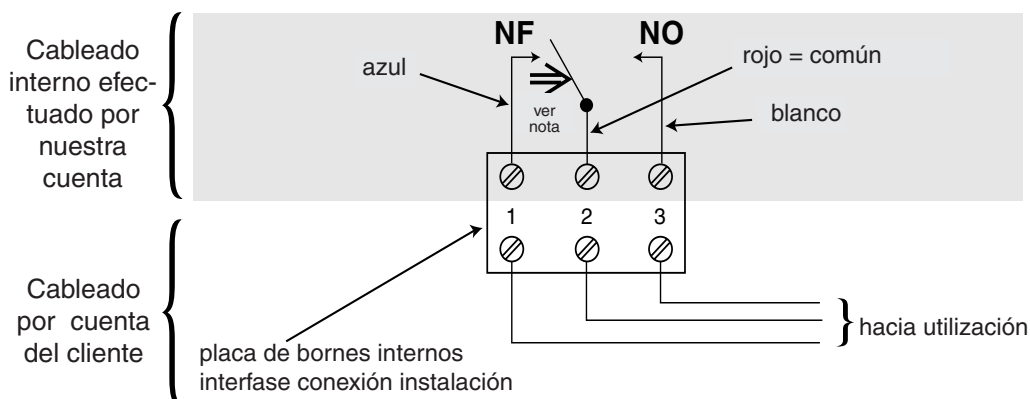 Cableado
interno efec-
tuado por
nuestra
cuenta
NF
NO
azul
rojo = común
ver
nota
blanco
1 2 3
Cableado
por cuenta
del cliente
hacia utilización
placa de bornes internos
interfase conexión instalación